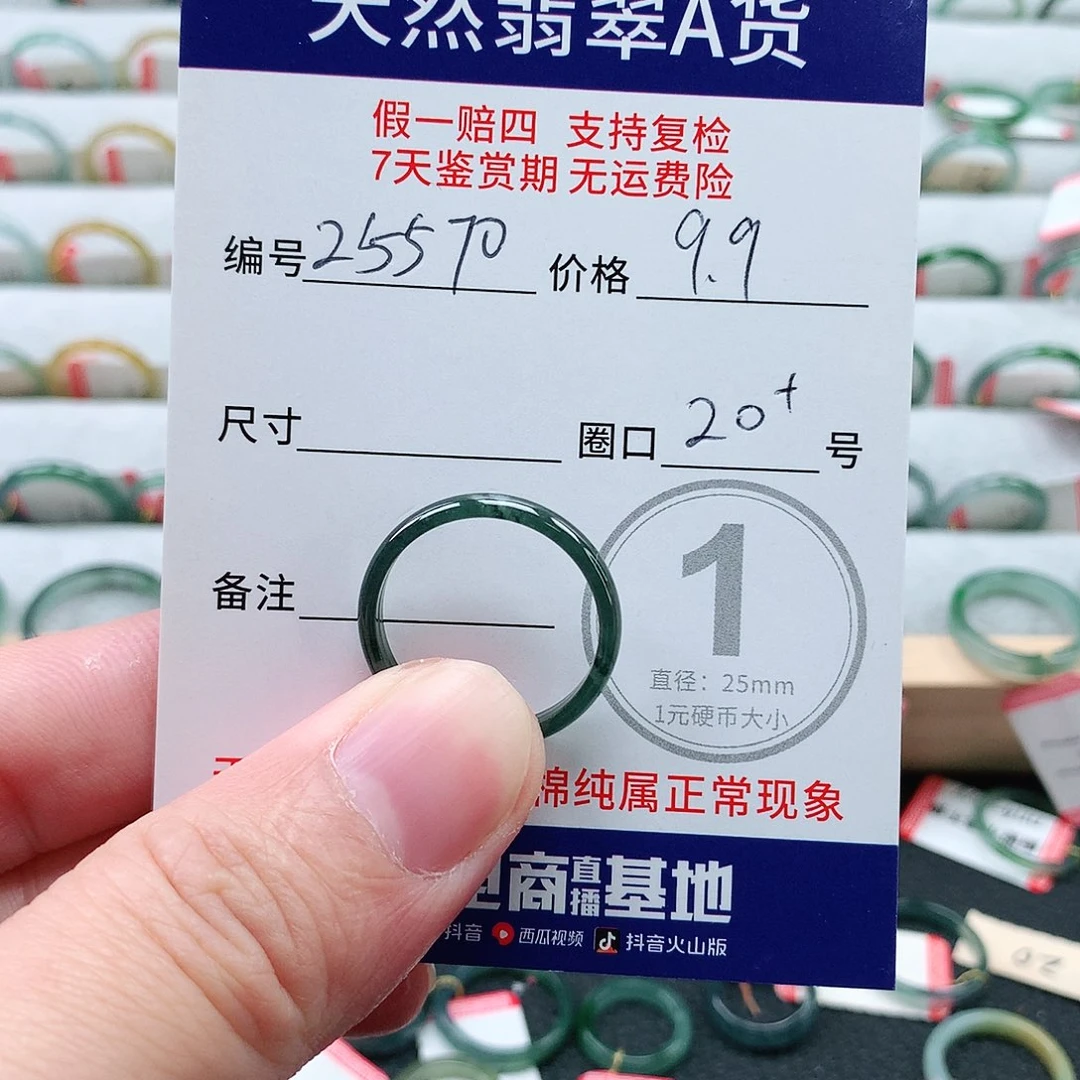 天然翡翠A货
假一赔四 支持复检
7天鉴赏期 无运费险
编号 25570 价格 9.9
尺寸 圈口 20+ 号
备注
1
直径：25mm
1元硬币大小
棉纯属正常现象
电商直播基地
抖音 西瓜视频 抖音火山版